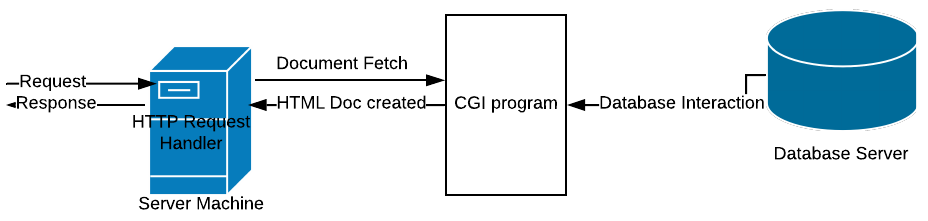 Request
Response
HTTP Request
Handler
Server Machine
Document Fetch
HTML Doc created
CGI program
Database Interaction
Database Server